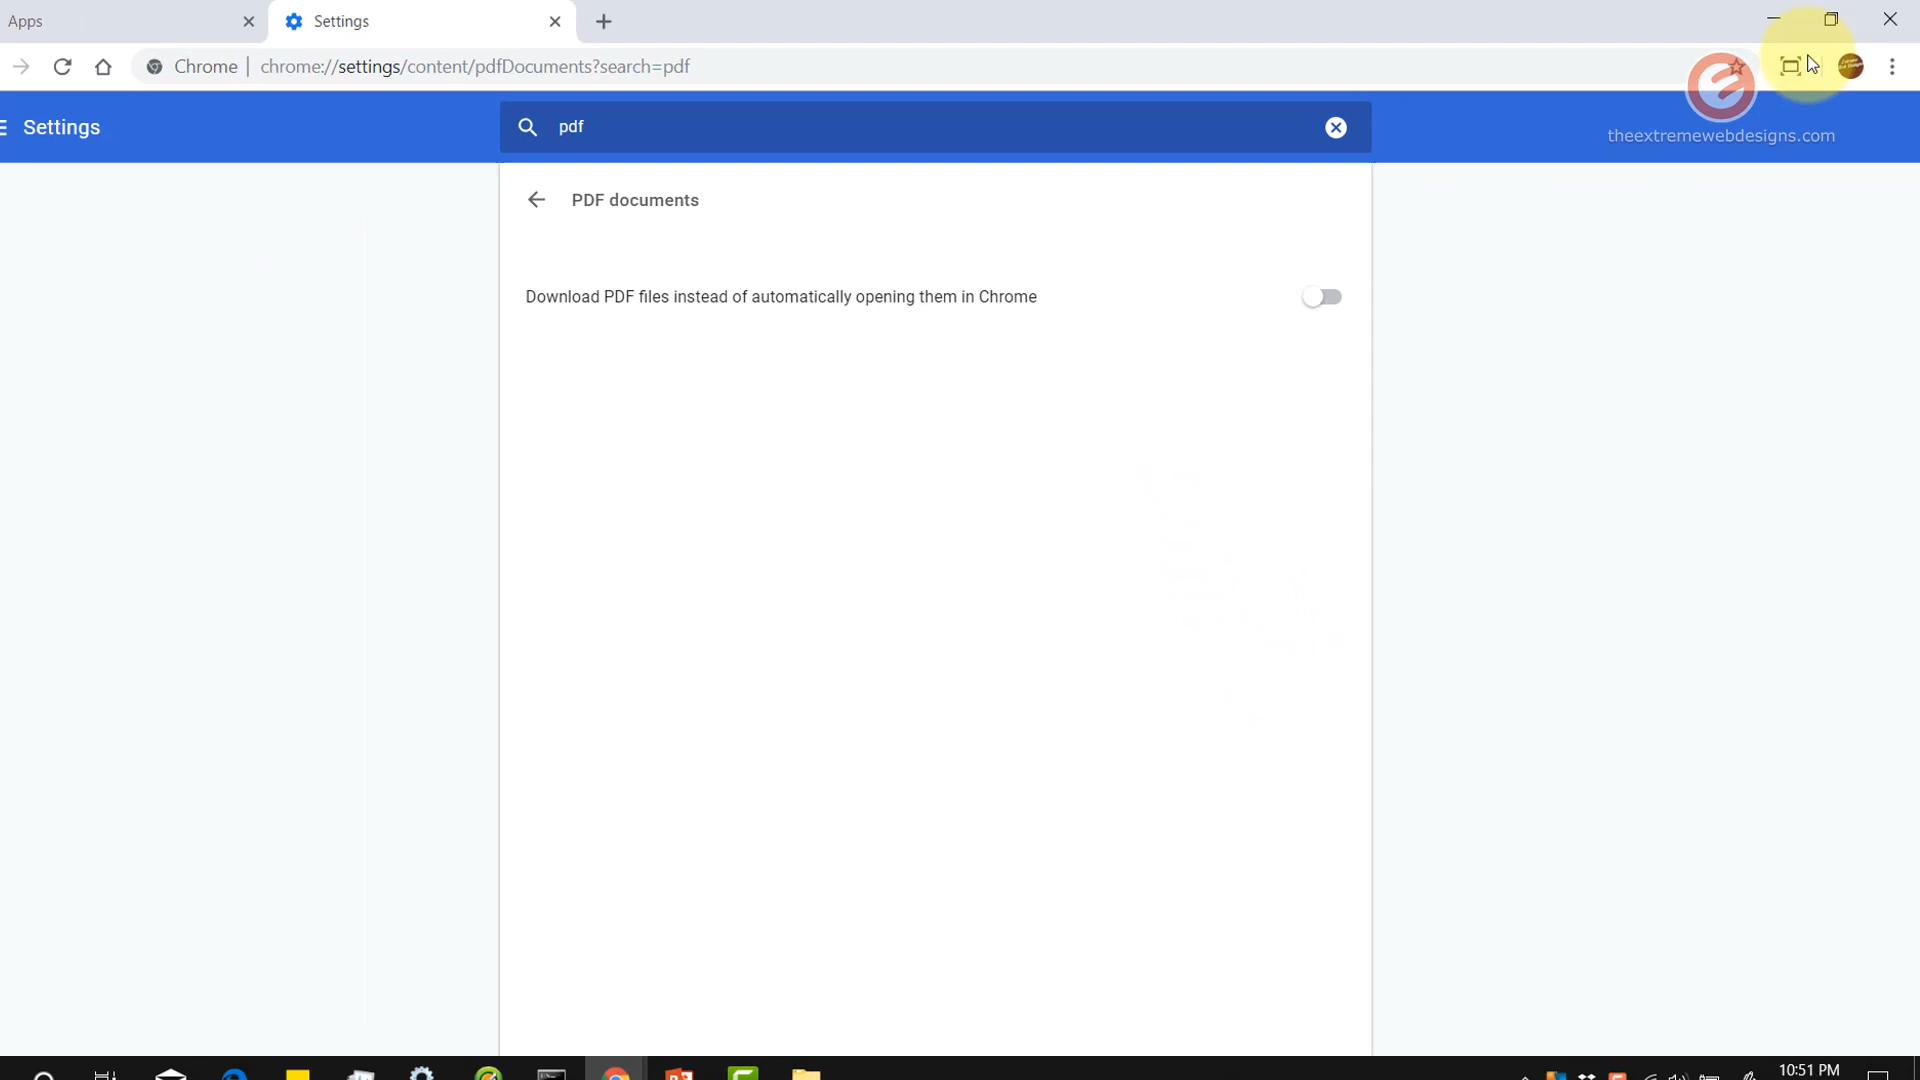 Apps
Settings
Chrome | chrome://settings/content/pdfDocuments?search=pdf
Settings
pdf
theextremewebdesigns.com
PDF documents
Download PDF files instead of automatically opening them in Chrome
10:51 PM